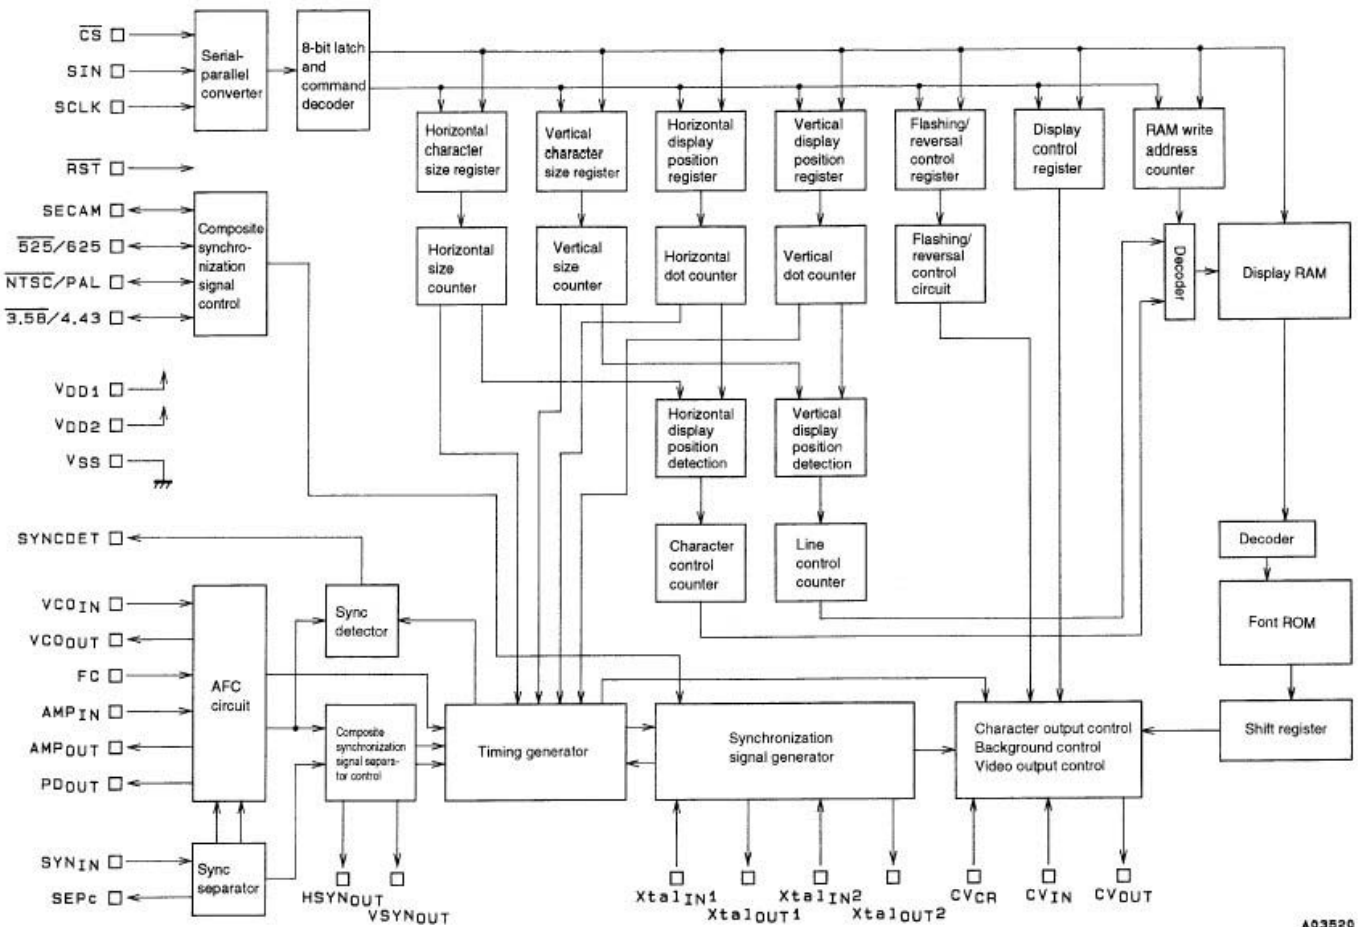 CS
SIN
SCLK
Serial-
parallel
converter
8-bit latch
and
command
decoder
RST
SECAM
525/625
NTSC/PAL
3.58/4.43
Composite
synchro-
nization
signal
control
Horizontal
character
size register
Vertical
character
size register
Horizontal
display
position
register
Vertical
display
position
register
Flashing/
reversal
control
register
Display
control
register
RAM write
address
counter
Horizontal
size
counter
Vertical
size
counter
Horizontal
dot counter
Vertical
dot counter
Flashing/
reversal
control
circuit
Decoder
Display RAM
VDD1
VDD2
VSS
Horizontal
display
position
detection
Vertical
display
position
detection
SYNCDET
Character
control
counter
Line
control
counter
Decoder
Font ROM
Shift register
VCOIN
VCOOUT
FC
AMPIN
AMPOUT
PDOUT
AFC
circuit
Sync
detector
Composite
synchronization
signal separa-
tor control
Timing generator
Synchronization
signal generator
Character output control
Background control
Video output control
SYNIN
SEPC
Sync
separator
HSYNOUT
VSYNOUT
XtalIN1
XtalOUT1
XtalIN2
XtalOUT2
CVCR
CVIN
CVOUT
A03520